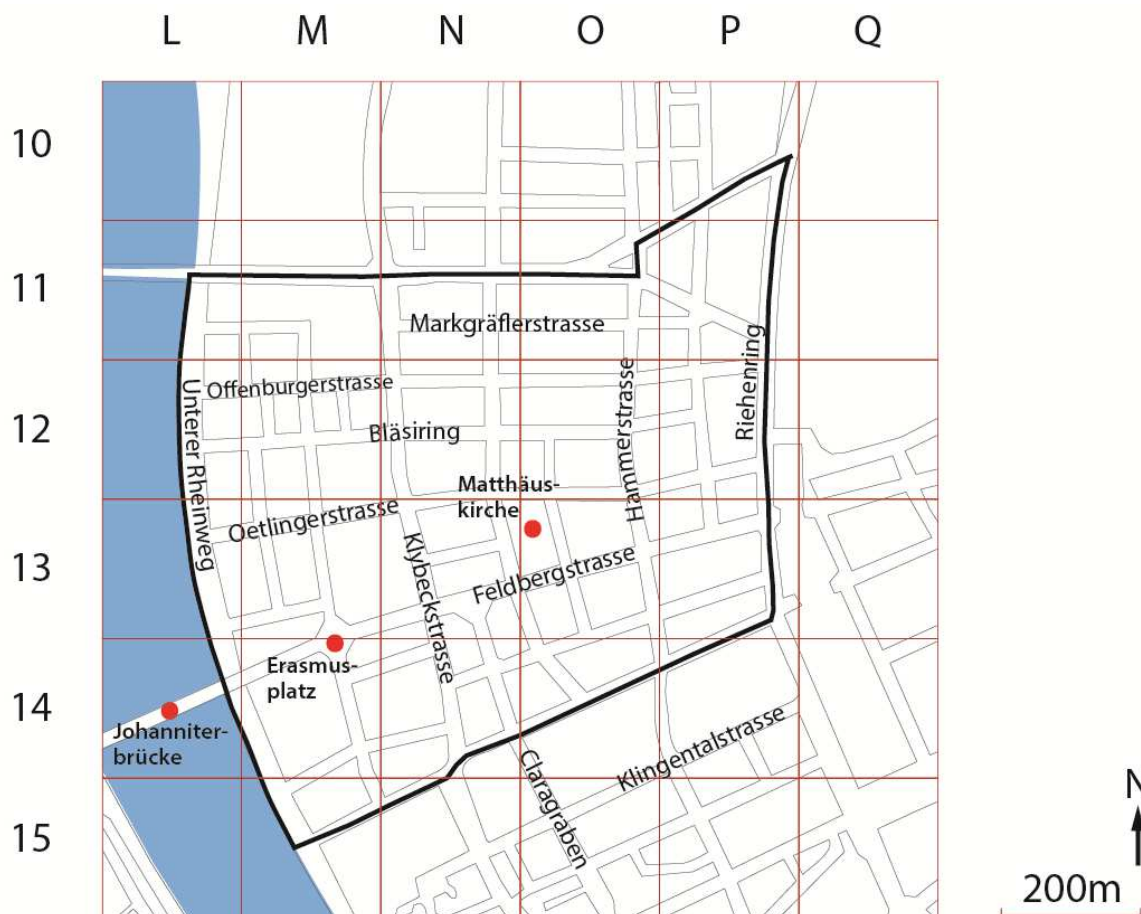 L M N O P Q
10
11
Markgräflerstrasse
Offenburgerstrasse
Unterer Rheinweg
Hammerstrasse
Riehenring
12
Bläsiring
Matthäus-
kirche
Oetlingerstrasse
13
Klybeckstrasse
Feldbergstrasse
Erasmus-
platz
14
Johanniter-
brücke
Klingentalstrasse
Claragraben
15
N
200m